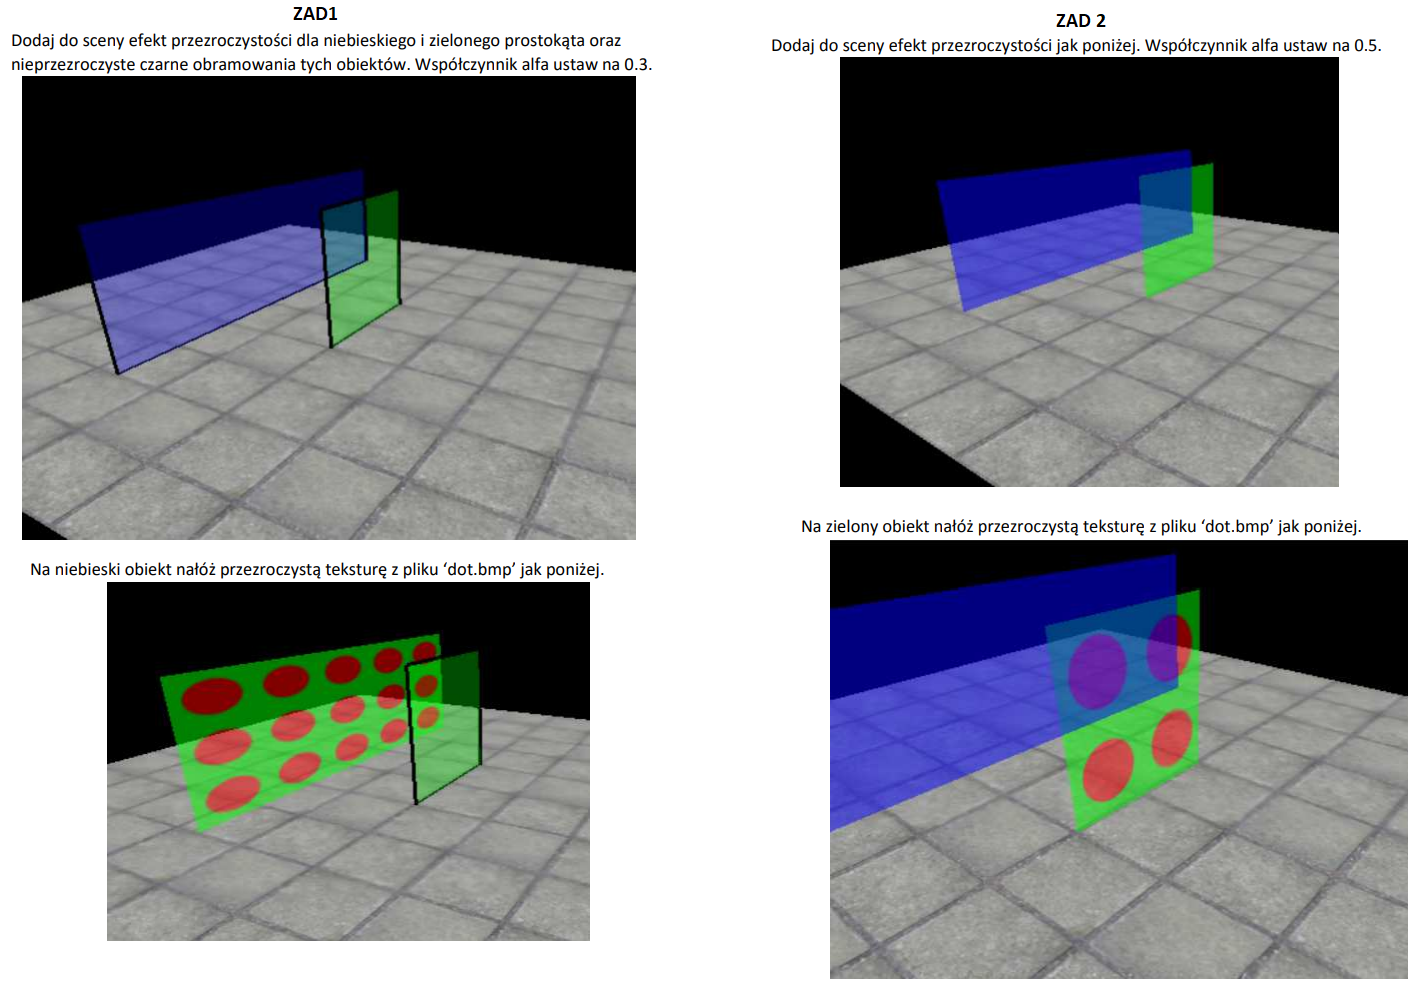 ZAD1
Dodaj do sceny efekt przezroczystości dla niebieskiego i zielonego prostokąta oraz
nieprzezroczyste czarne obramowania tych obiektów. Współczynnik alfa ustaw na 0.3.
Na niebieski obiekt nałóż przezroczystą teksturę z pliku ‘dot.bmp’ jak poniżej.
ZAD 2
Dodaj do sceny efekt przezroczystości jak poniżej. Współczynnik alfa ustaw na 0.5.
Na zielony obiekt nałóż przezroczystą teksturę z pliku ‘dot.bmp’ jak poniżej.